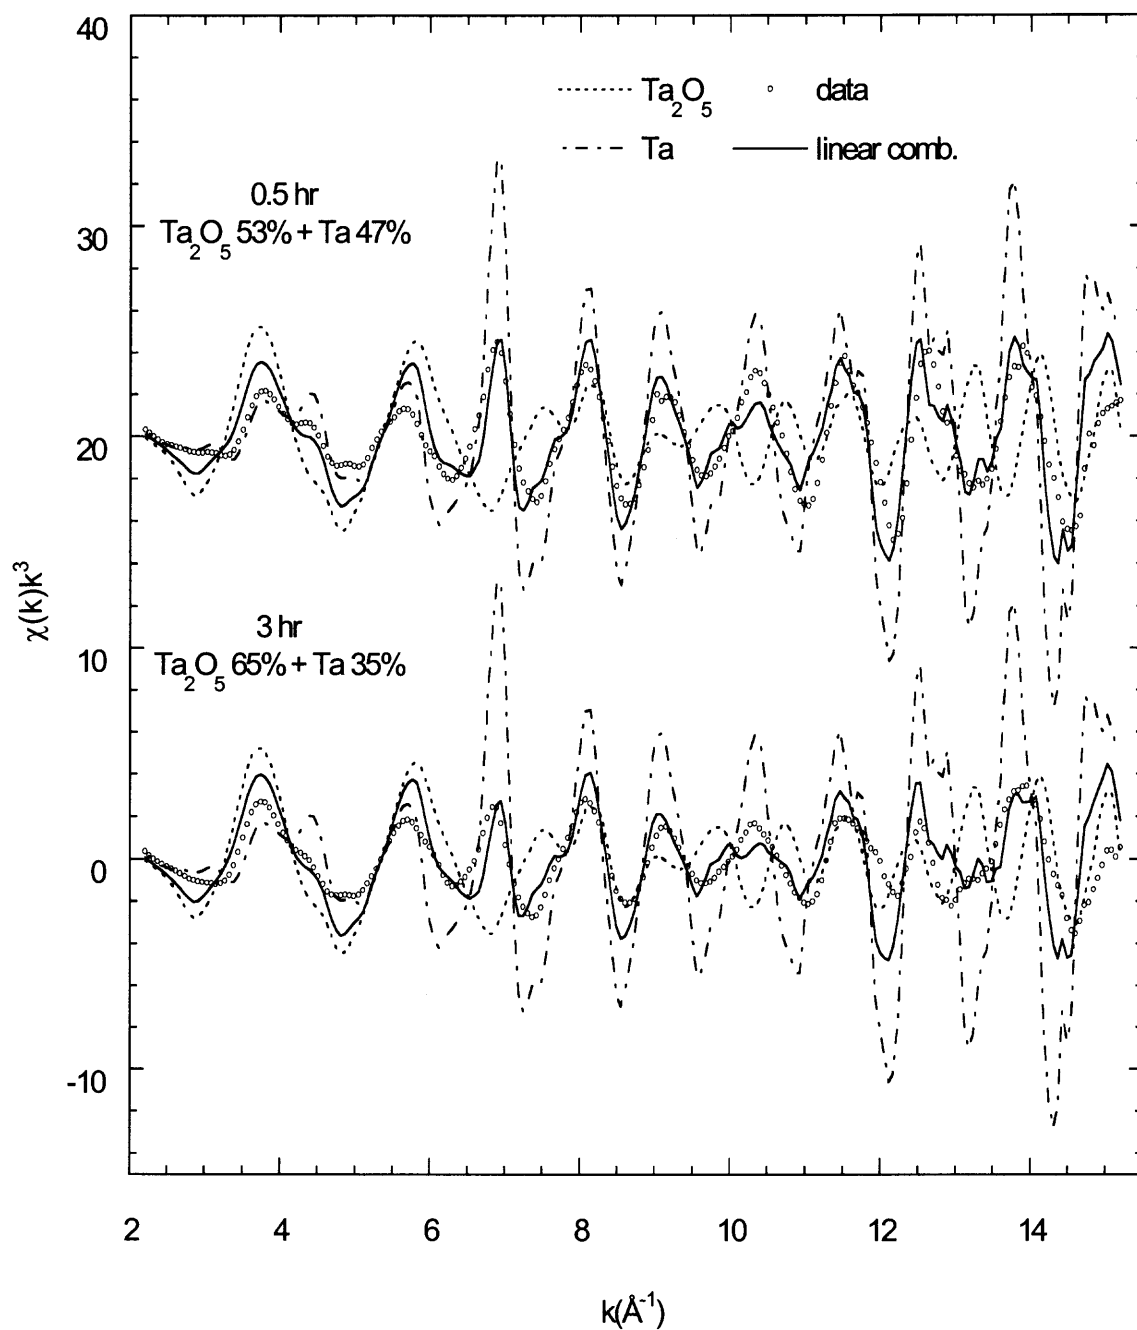 40
Ta₂O₅ data
Ta linear comb.
0.5 hr
Ta₂O₅ 53% + Ta 47%
30
20
χ(k)k³
3 hr
Ta₂O₅ 65% + Ta 35%
10
0
-10
2 4 6 8 10 12 14
k(Å⁻¹)